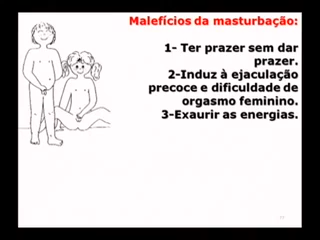 Malefícios da masturbação:
1- Ter prazer sem dar
prazer.
2-Induz à ejaculação
precoce e dificuldade de
orgasmo feminino.
3-Exaurir as energias.